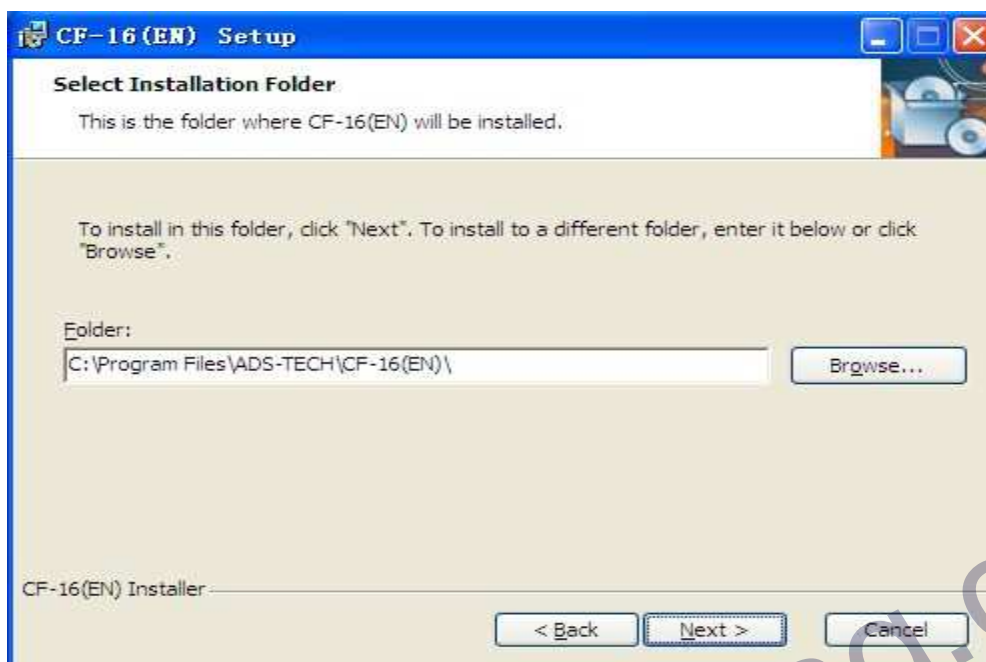 CF-16(EN) Setup
Select Installation Folder
This is the folder where CF-16(EN) will be installed.
To install in this folder, click "Next". To install to a different folder, enter it below or click
"Browse".
Folder:
C:\Program Files\ADS-TECH\CF-16(EN)\
Browse...
CF-16(EN) Installer
< Back
Next >
Cancel